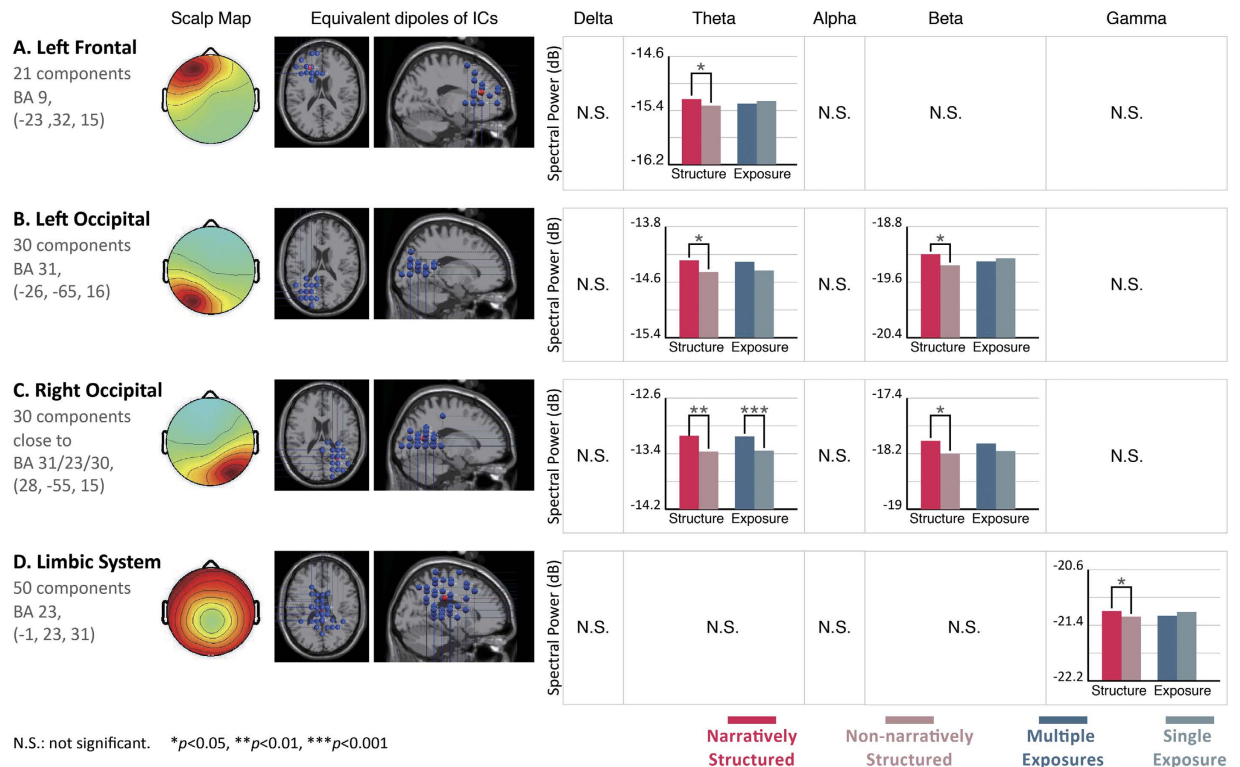 Scalp Map Equivalent dipoles of ICs Delta Theta Alpha Beta Gamma
A. Left Frontal
21 components
BA 9,
(-23 ,32, 15)
Spectral Power (dB)
N.S.
-14.6
-15.4
-16.2
*
Structure Exposure
N.S.
N.S.
N.S.
B. Left Occipital
30 components
BA 31,
(-26, -65, 16)
Spectral Power (dB)
N.S.
-13.8
-14.6
-15.4
*
Structure Exposure
N.S.
-18.8
-19.6
-20.4
*
Structure Exposure
N.S.
C. Right Occipital
30 components
close to
BA 31/23/30,
(28, -55, 15)
Spectral Power (dB)
N.S.
-12.6
-13.4
-14.2
** ***
Structure Exposure
N.S.
-17.4
-18.2
-19
*
Structure Exposure
N.S.
D. Limbic System
50 components
BA 23,
(-1, 23, 31)
Spectral Power (dB)
N.S.
N.S.
N.S.
N.S.
-20.6
-21.4
-22.2
*
Structure Exposure
N.S.: not significant. *p<0.05, **p<0.01, ***p<0.001
Narratively
Structured
Non-narratively
Structured
Multiple
Exposures
Single
Exposure